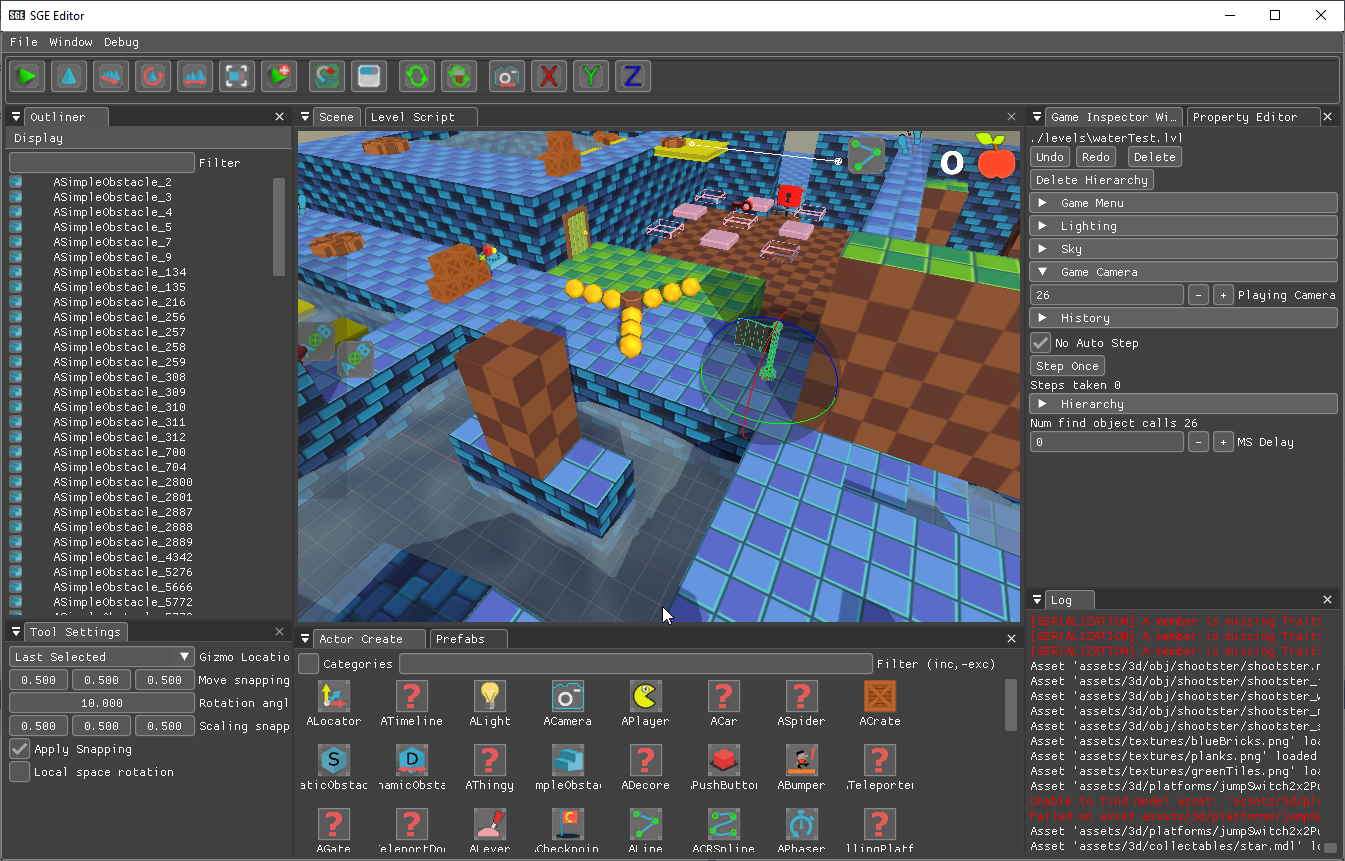 SGE SGE Editor
File Window Debug
X Y Z
Outliner
Display
Filter
ASimpleObstacle_2
ASimpleObstacle_3
ASimpleObstacle_4
ASimpleObstacle_5
ASimpleObstacle_7
ASimpleObstacle_9
ASimpleObstacle_134
ASimpleObstacle_135
ASimpleObstacle_216
ASimpleObstacle_256
ASimpleObstacle_257
ASimpleObstacle_258
ASimpleObstacle_259
ASimpleObstacle_308
ASimpleObstacle_309
ASimpleObstacle_310
ASimpleObstacle_311
ASimpleObstacle_312
ASimpleObstacle_700
ASimpleObstacle_704
ASimpleObstacle_2800
ASimpleObstacle_2801
ASimpleObstacle_2887
ASimpleObstacle_2888
ASimpleObstacle_2889
ASimpleObstacle_4342
ASimpleObstacle_5276
ASimpleObstacle_5666
ASimpleObstacle_5772
Tool Settings
Last Selected Gizmo Locatio
0.500 0.500 0.500 Move snapping
10.000 Rotation angl
0.500 0.500 0.500 Scaling snapp
Apply Snapping
Local space rotation
Scene Level Script
0
A B
A B
Actor Create Prefabs
Categories Filter (inc,-exc)
ALocator ATimeline ALight ACamera APlayer ACar ASpider ACrate
S D
aticObstac namicObsta AThingy mpleObsta ADecore .PushButton ABumper .Teleporter
C
AGate TeleportDo ALever Checkpoin ALine ACRSpline APhaser llingPlatf
Game Inspector Wi… Property Editor
./levels\waterTest.lvl
Undo Redo Delete
Delete Hierarchy
Game Menu
Lighting
Sky
Game Camera
26 - + Playing Camera
History
No Auto Step
Step Once
Steps taken 0
Hierarchy
Num find object calls 26
0 - + MS Delay
Log
[SERIALIZATION] A member is missing Trait
[SERIALIZATION] A member is missing Trait
[SERIALIZATION] A member is missing Trait
Asset 'assets/3d/obj/shootster/shootster.m
Asset 'assets/3d/obj/shootster/shootster_
Asset 'assets/3d/obj/shootster/shootster_w
Asset 'assets/3d/obj/shootster/shootster_
Asset 'assets/3d/obj/shootster/shootster_s
Asset 'assets/textures/blueBricks.png' loa
Asset 'assets/textures/planks.png' loaded
Asset 'assets/textures/greenTiles.png' loa
Asset 'assets/3d/platforms/jumpSwitch2x2Pu
Unable to find modal asset: assets/3d/pla
Failed on asset assets/3d/platforms/jumpSw
Asset 'assets/3d/platforms/jumpSwitch2x2Pu
Asset 'assets/3d/collectables/star.mdl' lo